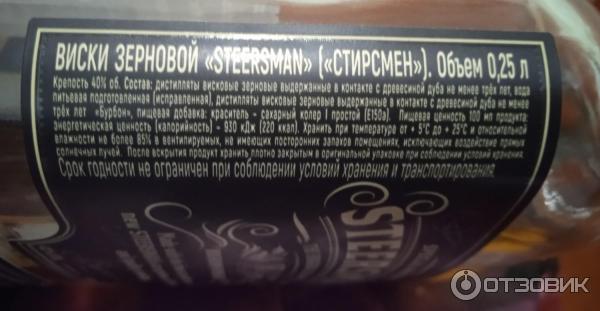 ВИСКИ ЗЕРНОВОЙ «STEERSMAN» («СТИРСМЕН»). Объем 0,25 л
Крепость 40% об. Состав: дистилляты висковые зерновые выдержанные в контакте с древесиной дуба не менее трёх лет, вода
питьевая подготовленная (исправленная), дистилляты висковые зерновые выдержанные в контакте с древесиной дуба не менее
трёх лет «Бурбон», пищевая добавка: краситель - сахарный колер I простой (Е150а). Пищевая ценность 100 мл продукта:
энергетическая ценность (калорийность) - 930 кДж (220 ккал). Хранить при температуре от + 5°С до + 25°С и относительной
влажности не более 85% в вентилируемых, не имеющих посторонних запахов помещениях, исключающих воздействие прямых
солнечных лучей. После вскрытия продукт хранить плотно закрытым в оригинальной упаковке при соблюдении условий хранения.
Срок годности не ограничен при соблюдении условий хранения и транспортирования.
STEERS
ОТЗОВИК